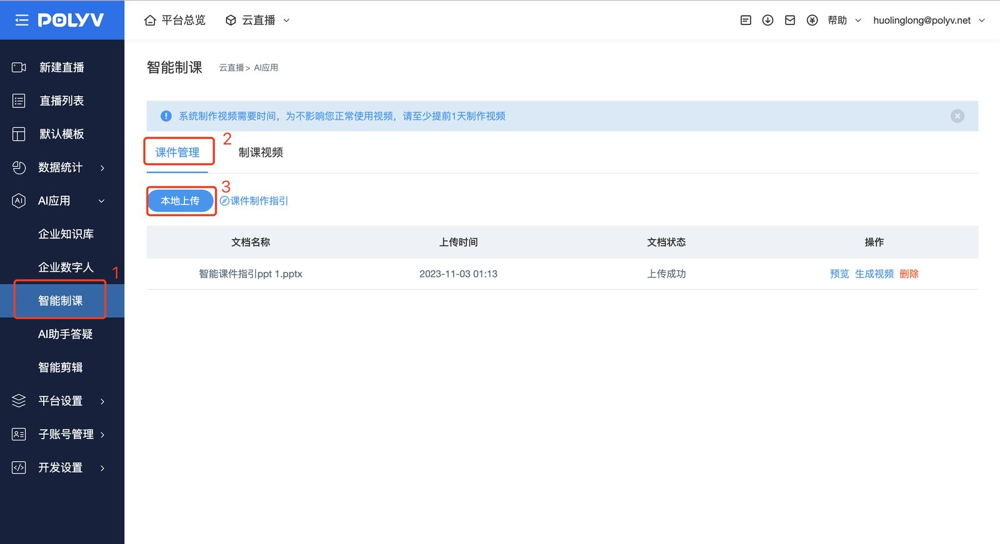 POLYV
平台总览
云直播
帮助
huolinglong@polyv.net
新建直播
直播列表
默认模板
数据统计
AI应用
企业知识库
企业数字人
1
智能制课
AI助手答疑
智能剪辑
平台设置
子账号管理
开发设置
智能制课 云直播 > AI应用
系统制作视频需要时间，为不影响您正常使用视频，请至少提前1天制作视频
课件管理 2 制课视频
3
本地上传 课件制作指引
文档名称 上传时间 文档状态 操作
智能课件指引ppt 1.pptx 2023-11-03 01:13 上传成功 预览 生成视频 删除